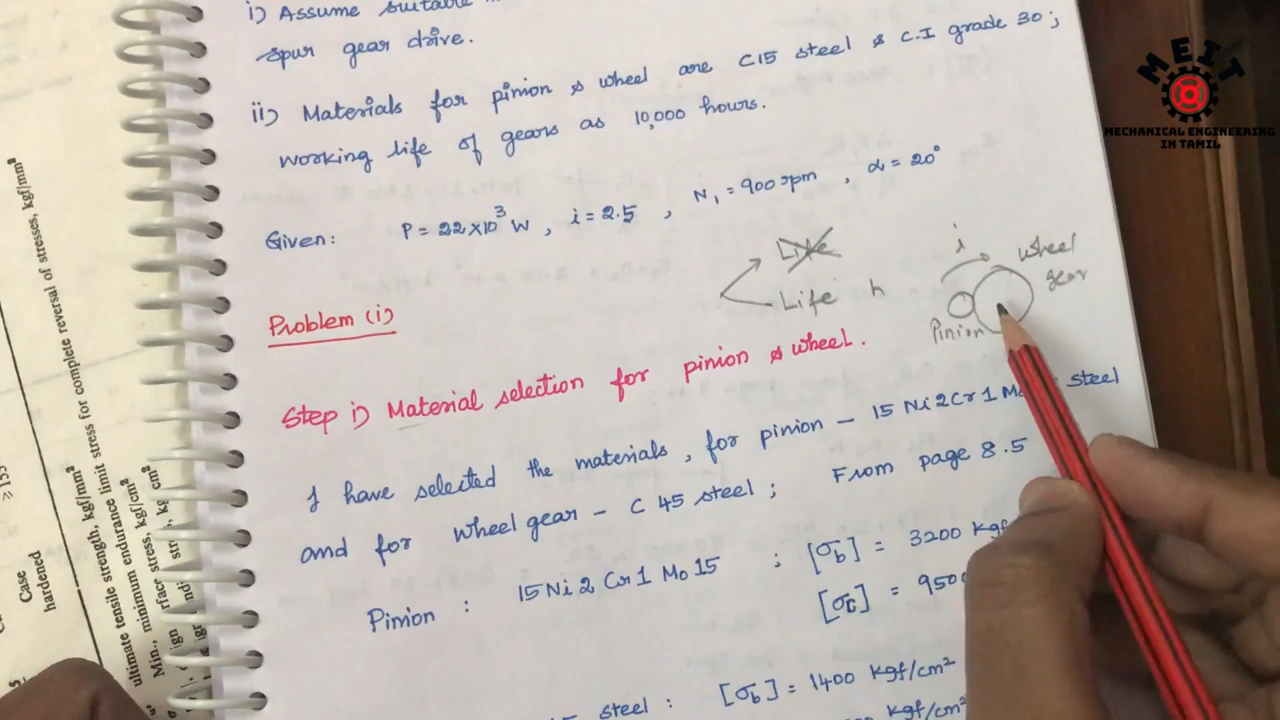 i) Assume suitable
spur gear drive.
ii) Materials for pinion & wheel are C15 steel & C.I grade 30;
working life of gears as 10,000 hours.
Given: P = 22×10³ W, i = 2.5, N₁ = 900 rpm, α = 20°
Life
Life h
i
wheel
gear
Pinion
Problem (i)
Step i) Material selection for pinion & wheel.
I have selected the materials, for pinion – 15 Ni 2 Cr 1 Mo steel
and for wheel gear – C 45 steel; From page 8.5
Pinion : 15 Ni 2 Cr 1 Mo 15 ; [σb] = 3200 kgf
[σc] = 950
steel : [σb] = 1400 kgf/cm²
kgf/cm²
MEIT
MECHANICAL ENGINEERING
IN TAMIL
Case
hardened
ultimate tensile strength, kgf/mm²
Min., minimum endurance limit stress for complete reversal of stresses, kgf/mm²